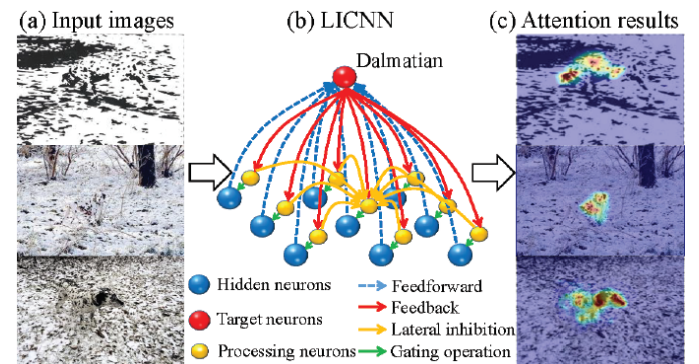 (a) Input images
(b) LICNN
(c) Attention results
Dalmatian
Hidden neurons
Target neurons
Processing neurons
Feedforward
Feedback
Lateral inhibition
Gating operation